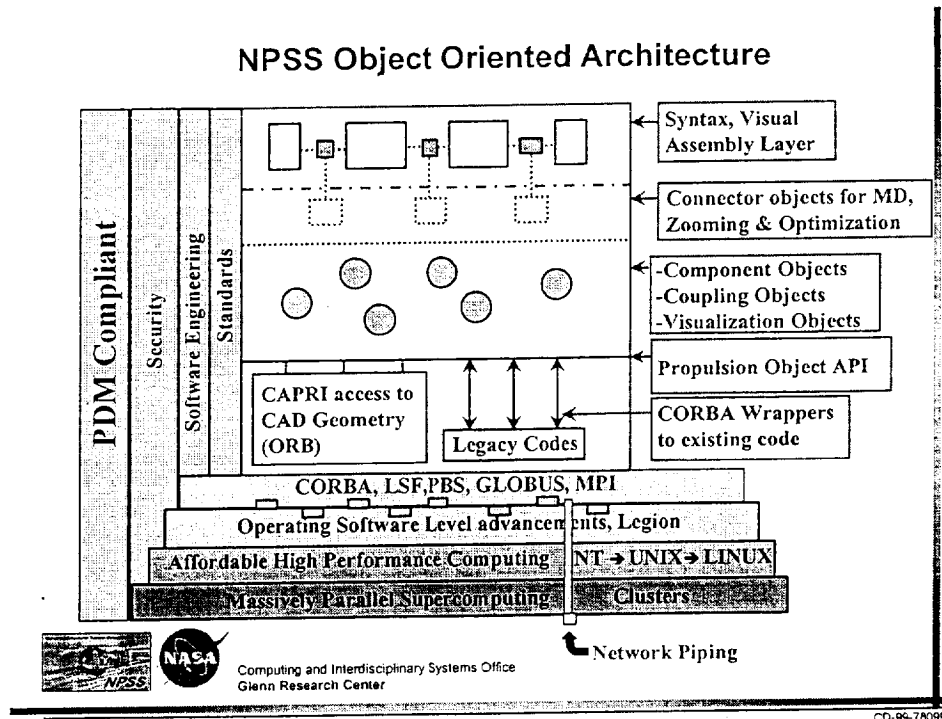 NPSS Object Oriented Architecture
PDM Compliant
Security
Software Engineering
Standards
Syntax, Visual
Assembly Layer
Connector objects for MD,
Zooming & Optimization
-Component Objects
-Coupling Objects
-Visualization Objects
Propulsion Object API
CAPRI access to
CAD Geometry
(ORB)
Legacy Codes
CORBA Wrappers
to existing code
CORBA, LSF,PBS, GLOBUS, MPI
Operating Software Level advancements, Legion
Affordable High Performance Computing NT → UNIX → LINUX
Massively Parallel Supercomputing Clusters
Network Piping
NPSS
NASA
Computing and Interdisciplinary Systems Office
Glenn Research Center
CD-99-7809